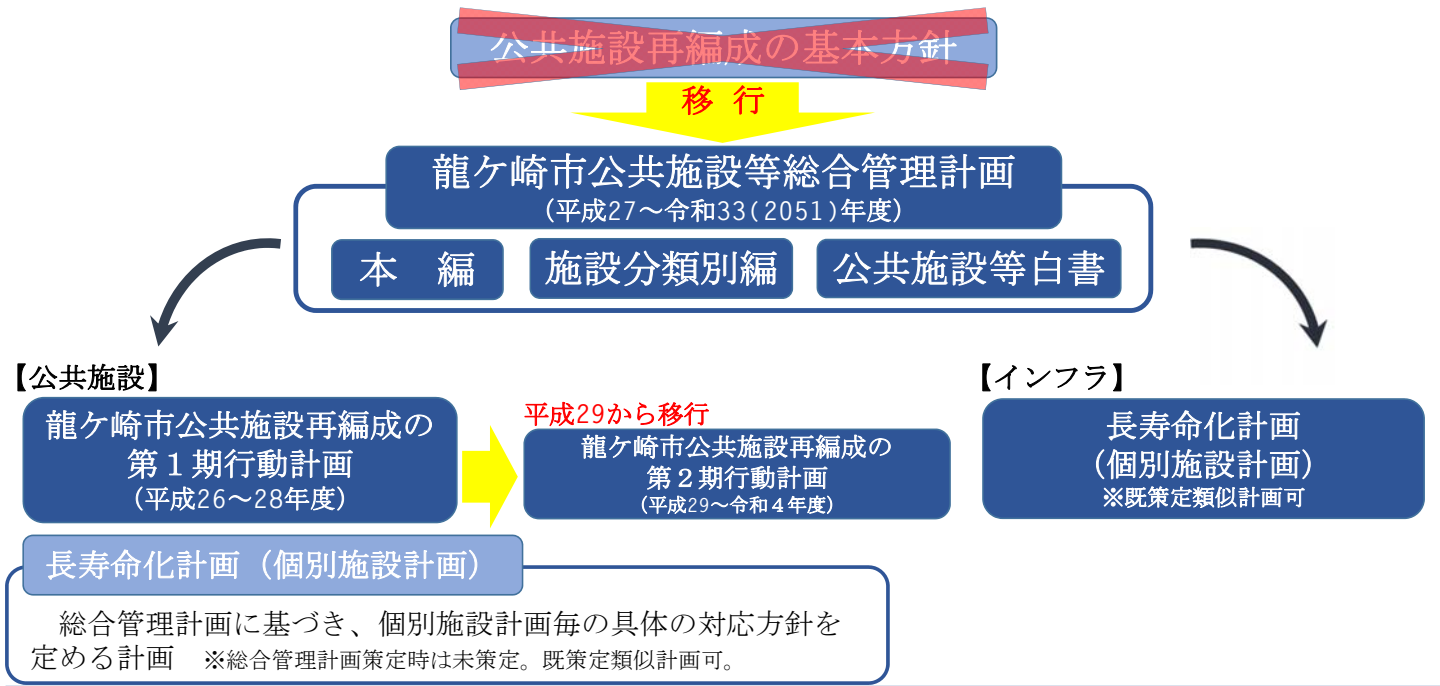 公共施設再編成の基本方針
移 行
龍ケ崎市公共施設等総合管理計画
（平成27～令和33(2051)年度）
本　編
施設分類別編
公共施設等白書
【公共施設】
龍ケ崎市公共施設再編成の
第１期行動計画
（平成26～28年度）
平成29から移行
龍ケ崎市公共施設再編成の
第２期行動計画
（平成29～令和４年度）
【インフラ】
長寿命化計画
（個別施設計画）
※既策定類似計画可
長寿命化計画（個別施設計画）
総合管理計画に基づき、個別施設計画毎の具体の対応方針を
定める計画　※総合管理計画策定時は未策定。既策定類似計画可。